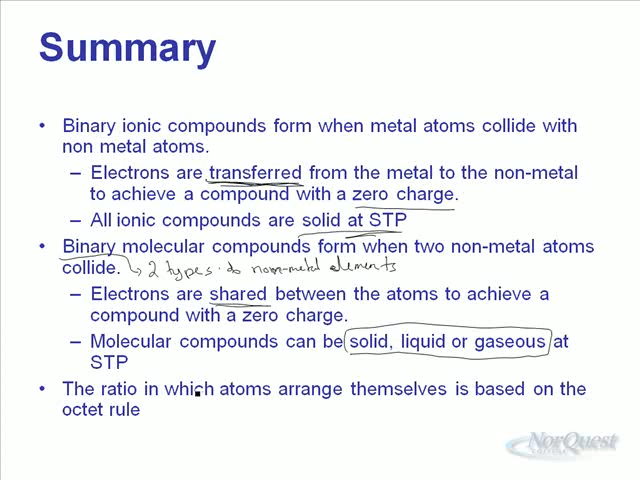 Summary
• Binary ionic compounds form when metal atoms collide with
non metal atoms.
– Electrons are transferred from the metal to the non-metal
to achieve a compound with a zero charge.
– All ionic compounds are solid at STP
• Binary molecular compounds form when two non-metal atoms
collide. 2 types non-metal elements
– Electrons are shared between the atoms to achieve a
compound with a zero charge.
– Molecular compounds can be solid, liquid or gaseous at
STP
• The ratio in which atoms arrange themselves is based on the
octet rule
NorQuest